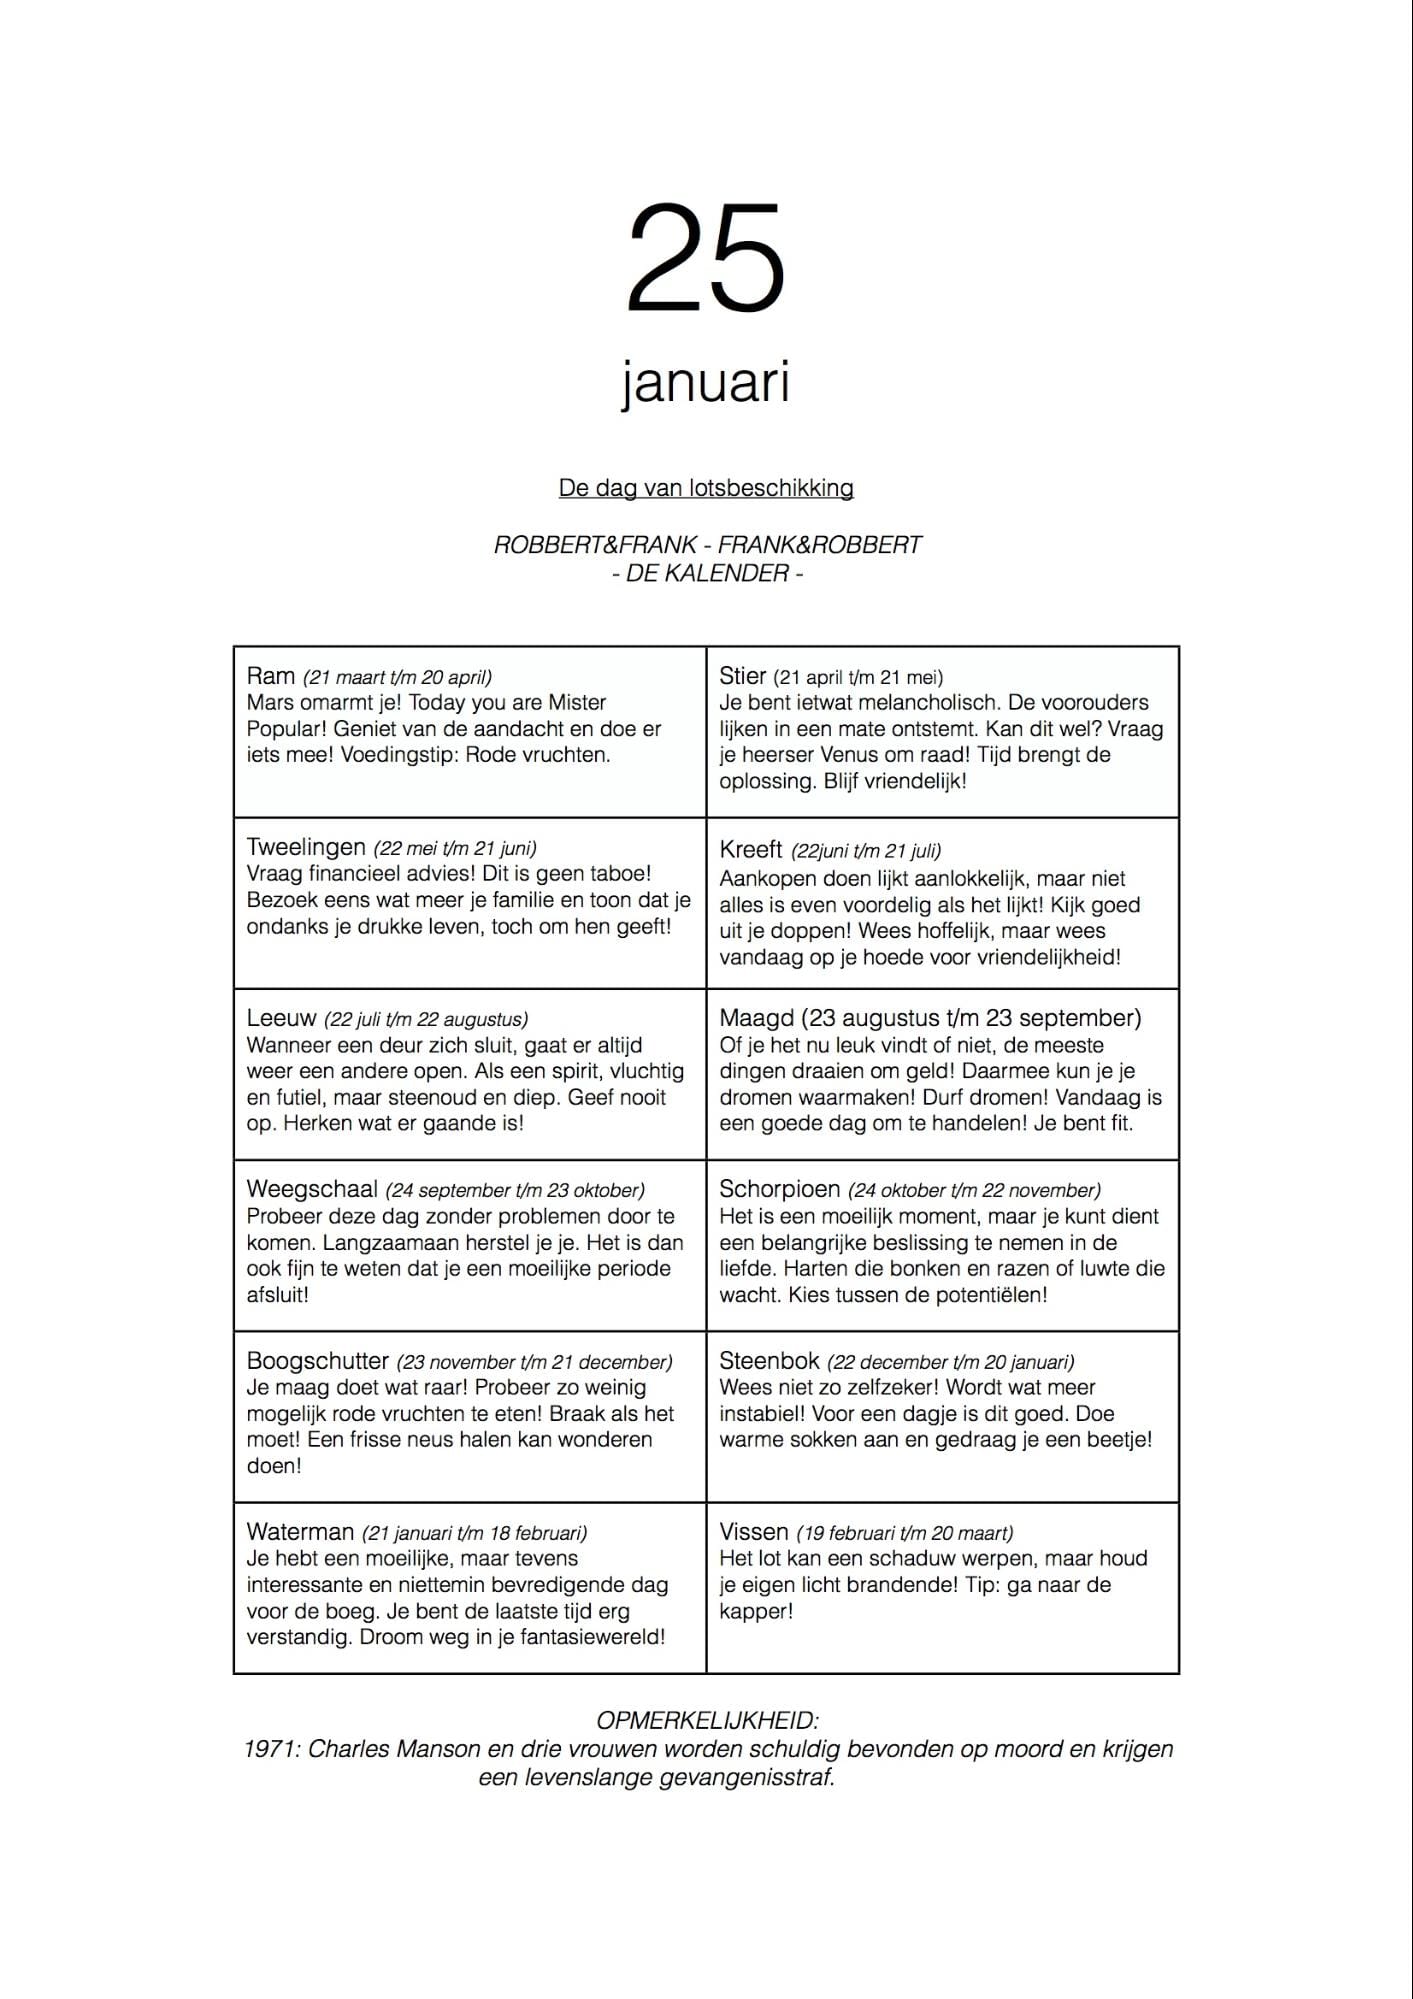 25
januari
De dag van lotsbeschikking
ROBBERT&FRANK - FRANK&ROBBERT
- DE KALENDER -
Ram (21 maart t/m 20 april)
Mars omarmt je! Today you are Mister
Popular! Geniet van de aandacht en doe er
iets mee! Voedingstip: Rode vruchten.
Stier (21 april t/m 21 mei)
Je bent ietwat melancholisch. De voorouders
lijken in een mate ontstemt. Kan dit wel? Vraag
je heerser Venus om raad! Tijd brengt de
oplossing. Blijf vriendelijk!
Tweelingen (22 mei t/m 21 juni)
Vraag financieel advies! Dit is geen taboe!
Bezoek eens wat meer je familie en toon dat je
ondanks je drukke leven, toch om hen geeft!
Kreeft (22juni t/m 21 juli)
Aankopen doen lijkt aanlokkelijk, maar niet
alles is even voordelig als het lijkt! Kijk goed
uit je doppen! Wees hoffelijk, maar wees
vandaag op je hoede voor vriendelijkheid!
Leeuw (22 juli t/m 22 augustus)
Wanneer een deur zich sluit, gaat er altijd
weer een andere open. Als een spirit, vluchtig
en futiel, maar steenoud en diep. Geef nooit
op. Herken wat er gaande is!
Maagd (23 augustus t/m 23 september)
Of je het nu leuk vindt of niet, de meeste
dingen draaien om geld! Daarmee kun je je
dromen waarmaken! Durf dromen! Vandaag is
een goede dag om te handelen! Je bent fit.
Weegschaal (24 september t/m 23 oktober)
Probeer deze dag zonder problemen door te
komen. Langzaamaan herstel je je. Het is dan
ook fijn te weten dat je een moeilijke periode
afsluit!
Schorpioen (24 oktober t/m 22 november)
Het is een moeilijk moment, maar je kunt dient
een belangrijke beslissing te nemen in de
liefde. Harten die bonken en razen of luwte die
wacht. Kies tussen de potentiëlen!
Boogschutter (23 november t/m 21 december)
Je maag doet wat raar! Probeer zo weinig
mogelijk rode vruchten te eten! Braak als het
moet! Een frisse neus halen kan wonderen
doen!
Steenbok (22 december t/m 20 januari)
Wees niet zo zelfzeker! Wordt wat meer
instabiel! Voor een dagje is dit goed. Doe
warme sokken aan en gedraag je een beetje!
Waterman (21 januari t/m 18 februari)
Je hebt een moeilijke, maar tevens
interessante en niettemin bevredigende dag
voor de boeg. Je bent de laatste tijd erg
verstandig. Droom weg in je fantasiewereld!
Vissen (19 februari t/m 20 maart)
Het lot kan een schaduw werpen, maar houd
je eigen licht brandende! Tip: ga naar de
kapper!
OPMERKELIJKHEID:
1971: Charles Manson en drie vrouwen worden schuldig bevonden op moord en krijgen
een levenslange gevangenisstraf.